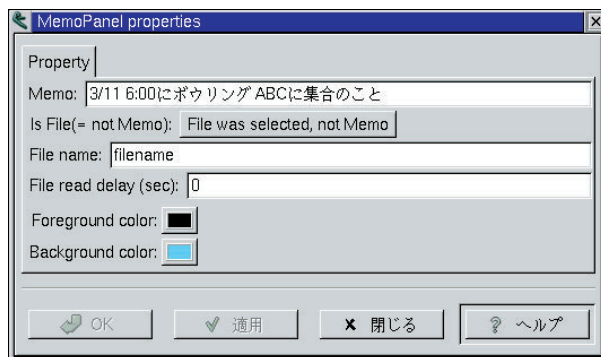 MemoPanel properties
Property
Memo: 3/11 6:00にボウリング ABCに集合のこと
Is File(= not Memo): File was selected, not Memo
File name: filename
File read delay (sec): 0
Foreground color:
Background color:
OK 適用 閉じる ヘルプ